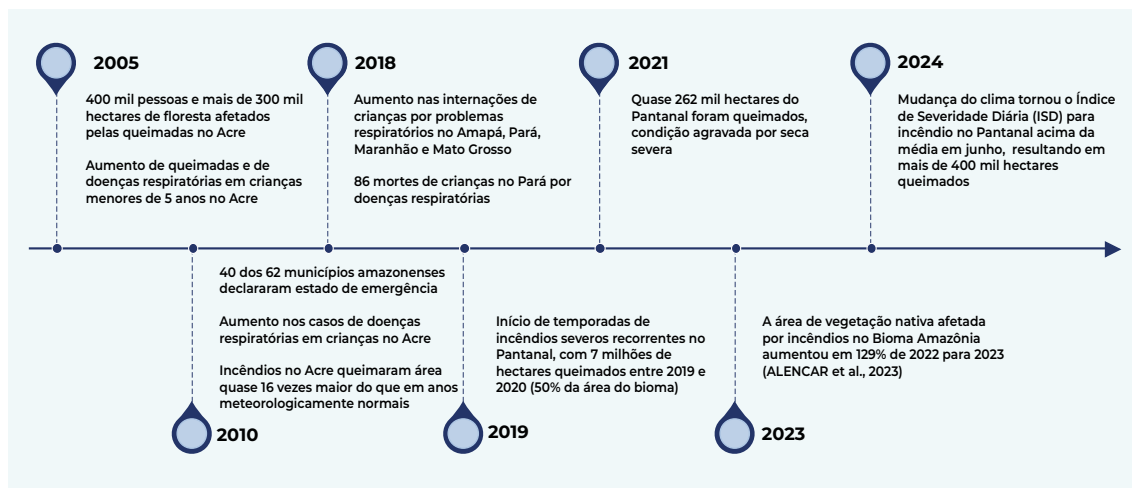 2005
400 mil pessoas e mais de 300 mil
hectares de floresta afetados
pelas queimadas no Acre
Aumento de queimadas e de
doenças respiratórias em crianças
menores de 5 anos no Acre
2018
Aumento nas internações de
crianças por problemas
respiratórios no Amapá, Pará,
Maranhão e Mato Grosso
86 mortes de crianças no Pará por
doenças respiratórias
2021
Quase 262 mil hectares do
Pantanal foram queimados,
condição agravada por seca
severa
2024
Mudança do clima tornou o Índice
de Severidade Diária (ISD) para
incêndio no Pantanal acima da
média em junho, resultando em
mais de 400 mil hectares
queimados
40 dos 62 municípios amazonenses
declararam estado de emergência
Aumento nos casos de doenças
respiratórias em crianças no Acre
Incêndios no Acre queimaram área
quase 16 vezes maior do que em anos
meteorologicamente normais
2010
Início de temporadas de
incêndios severos recorrentes no
Pantanal, com 7 milhões de
hectares queimados entre 2019 e
2020 (50% da área do bioma)
2019
A área de vegetação nativa afetada
por incêndios no Bioma Amazônia
aumentou em 129% de 2022 para 2023
(ALENCAR et al., 2023)
2023